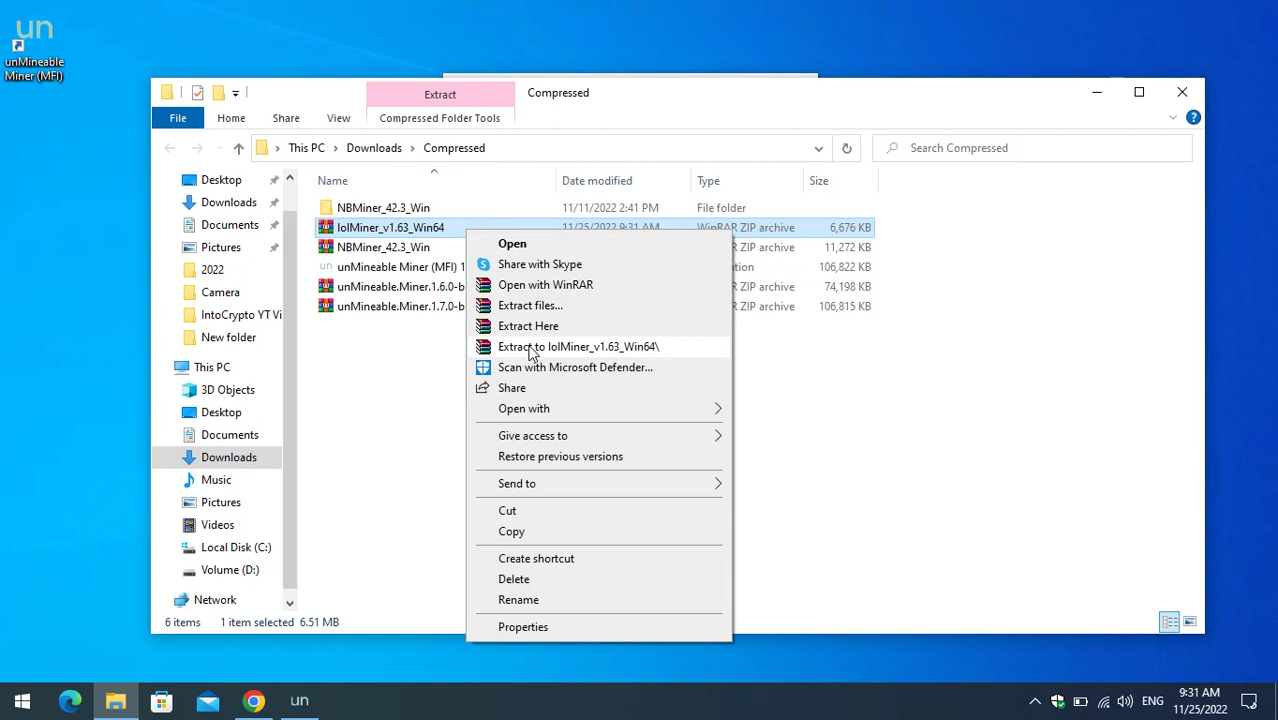 un
unMineable
Miner (MFI)
Extract
Compressed
File
Home
Share
View
Compressed Folder Tools
This PC
Downloads
Compressed
Search Compressed
Name
Date modified
Type
Size
Desktop
Downloads
Documents
Pictures
2022
Camera
IntoCrypto YT Vi
New folder
This PC
3D Objects
Desktop
Documents
Downloads
Music
Pictures
Videos
Local Disk (C:)
Volume (D:)
Network
NBMiner_42.3_Win 11/11/2022 2:41 PM File folder
lolMiner_v1.63_Win64 11/25/2022 9:31 AM WinRAR ZIP archive 6,676 KB
NBMiner_42.3_Win WinRAR ZIP archive 11,272 KB
un unMineable Miner (MFI) 1 106,822 KB
unMineable.Miner.1.6.0-b WinRAR ZIP archive 74,198 KB
unMineable.Miner.1.7.0-b WinRAR ZIP archive 106,815 KB
Open
Share with Skype
Open with WinRAR
Extract files...
Extract Here
Extract to lolMiner_v1.63_Win64\
Scan with Microsoft Defender...
Share
Open with
Give access to
Restore previous versions
Send to
Cut
Copy
Create shortcut
Delete
Rename
Properties
6 items 1 item selected 6.51 MB
un
ENG
9:31 AM
11/25/2022